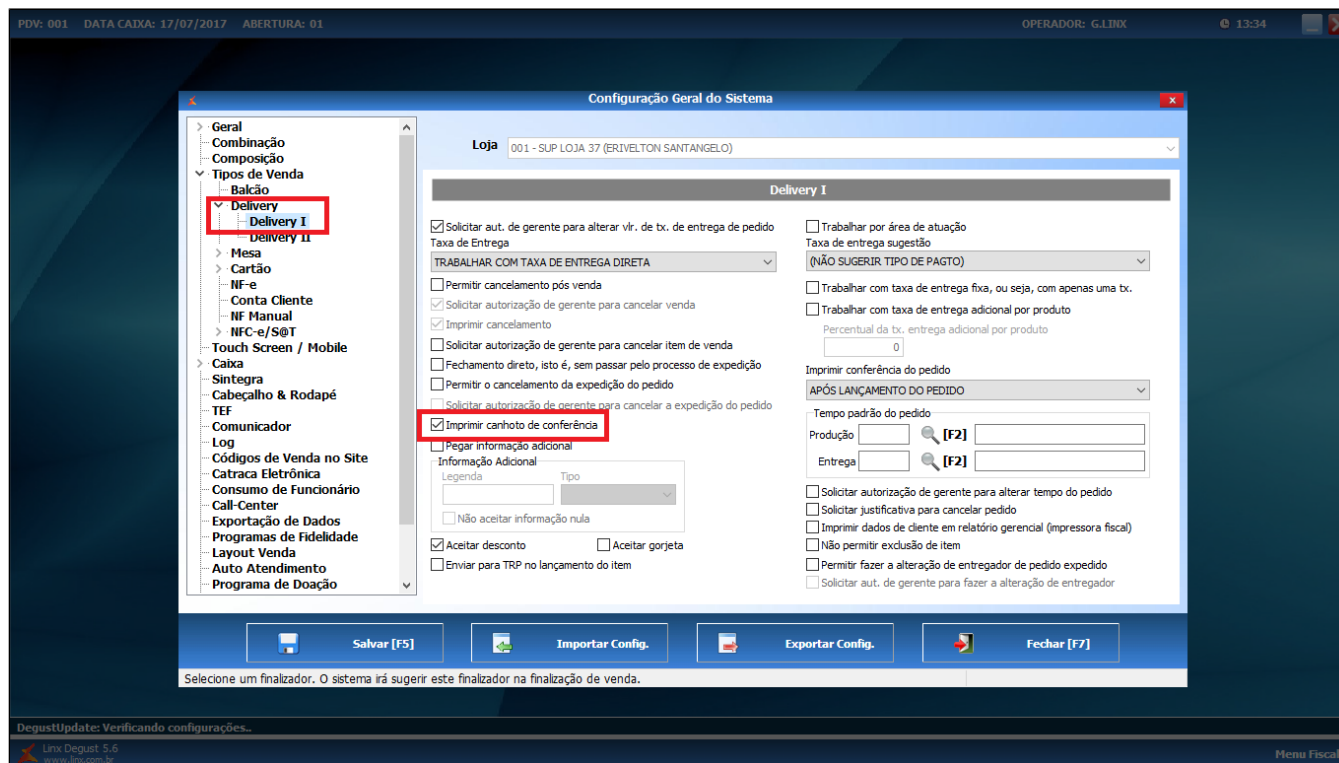 PDV: 001 DATA CAIXA: 17/07/2017 ABERTURA: 01 OPERADOR: G.LINX 13:34
Configuração Geral do Sistema
Geral
Combinação
Composição
Tipos de Venda
Balcão
Delivery
Delivery I
Delivery II
Mesa
Cartão
NF-e
Conta Cliente
NF Manual
NFC-e/S@T
Touch Screen / Mobile
Caixa
Sintegra
Cabeçalho & Rodapé
TEF
Comunicador
Log
Códigos de Venda no Site
Catraca Eletrônica
Consumo de Funcionário
Call-Center
Exportação de Dados
Programas de Fidelidade
Layout Venda
Auto Atendimento
Programa de Doação
Loja 001 - SUP LOJA 37 (ERIVELTON SANTANGELO)
Delivery I
Solicitar aut. de gerente para alterar vlr. de tx. de entrega de pedido
Taxa de Entrega
TRABALHAR COM TAXA DE ENTREGA DIRETA
Permitir cancelamento pós venda
Solicitar autorização de gerente para cancelar venda
Imprimir cancelamento
Solicitar autorização de gerente para cancelar item de venda
Fechamento direto, isto é, sem passar pelo processo de expedição
Permitir o cancelamento da expedição do pedido
Solicitar autorização de gerente para cancelar a expedição do pedido
Imprimir canhoto de conferência
Pegar informação adicional
Informação Adicional
Legenda Tipo
Não aceitar informação nula
Aceitar desconto Aceitar gorjeta
Enviar para TRP no lançamento do item
Trabalhar por área de atuação
Taxa de entrega sugestão
(NÃO SUGERIR TIPO DE PAGTO)
Trabalhar com taxa de entrega fixa, ou seja, com apenas uma tx.
Trabalhar com taxa de entrega adicional por produto
Percentual da tx. entrega adicional por produto
0
Imprimir conferência do pedido
APÓS LANÇAMENTO DO PEDIDO
Tempo padrão do pedido
Produção [F2]
Entrega [F2]
Solicitar autorização de gerente para alterar tempo do pedido
Solicitar justificativa para cancelar pedido
Imprimir dados de cliente em relatório gerencial (impressora fiscal)
Não permitir exclusão de item
Permitir fazer a alteração de entregador de pedido expedido
Solicitar aut. de gerente para fazer a alteração de entregador
Salvar [F5] Importar Config. Exportar Config. Fechar [F7]
Selecione um finalizador. O sistema irá sugerir este finalizador na finalização de venda.
DegustUpdate: Verificando configurações..
Linx Degust 5.6
www.linx.com.br
Menu Fiscal